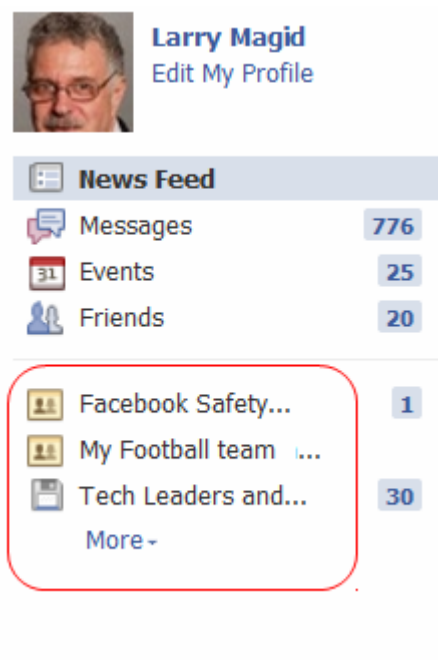 Larry Magid
Edit My Profile
News Feed
Messages 776
31 Events 25
Friends 20
Facebook Safety... 1
My Football team ...
Tech Leaders and... 30
More